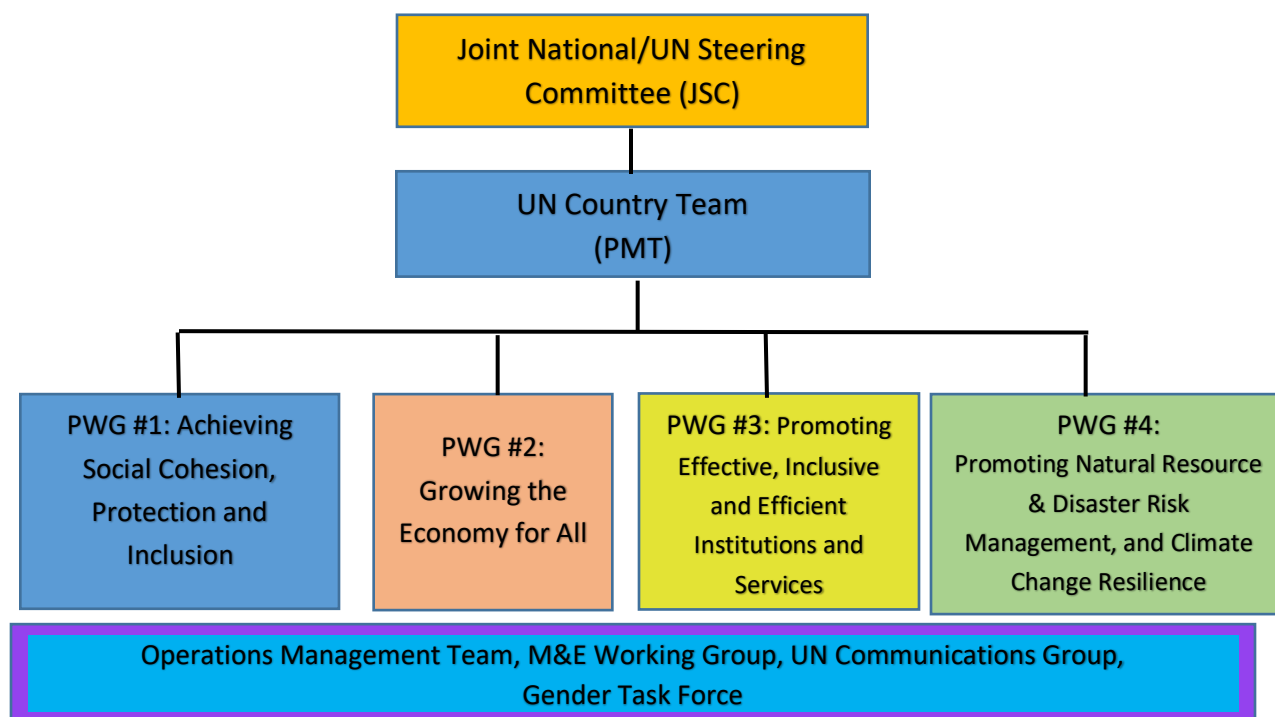 Joint National/UN Steering
Committee (JSC)
UN Country Team
(PMT)
PWG #1: Achieving
Social Cohesion,
Protection and
Inclusion
PWG #2:
Growing the
Economy for All
PWG #3: Promoting
Effective, Inclusive
and Efficient
Institutions and
Services
PWG #4:
Promoting Natural Resource
& Disaster Risk
Management, and Climate
Change Resilience
Operations Management Team, M&E Working Group, UN Communications Group,
Gender Task Force